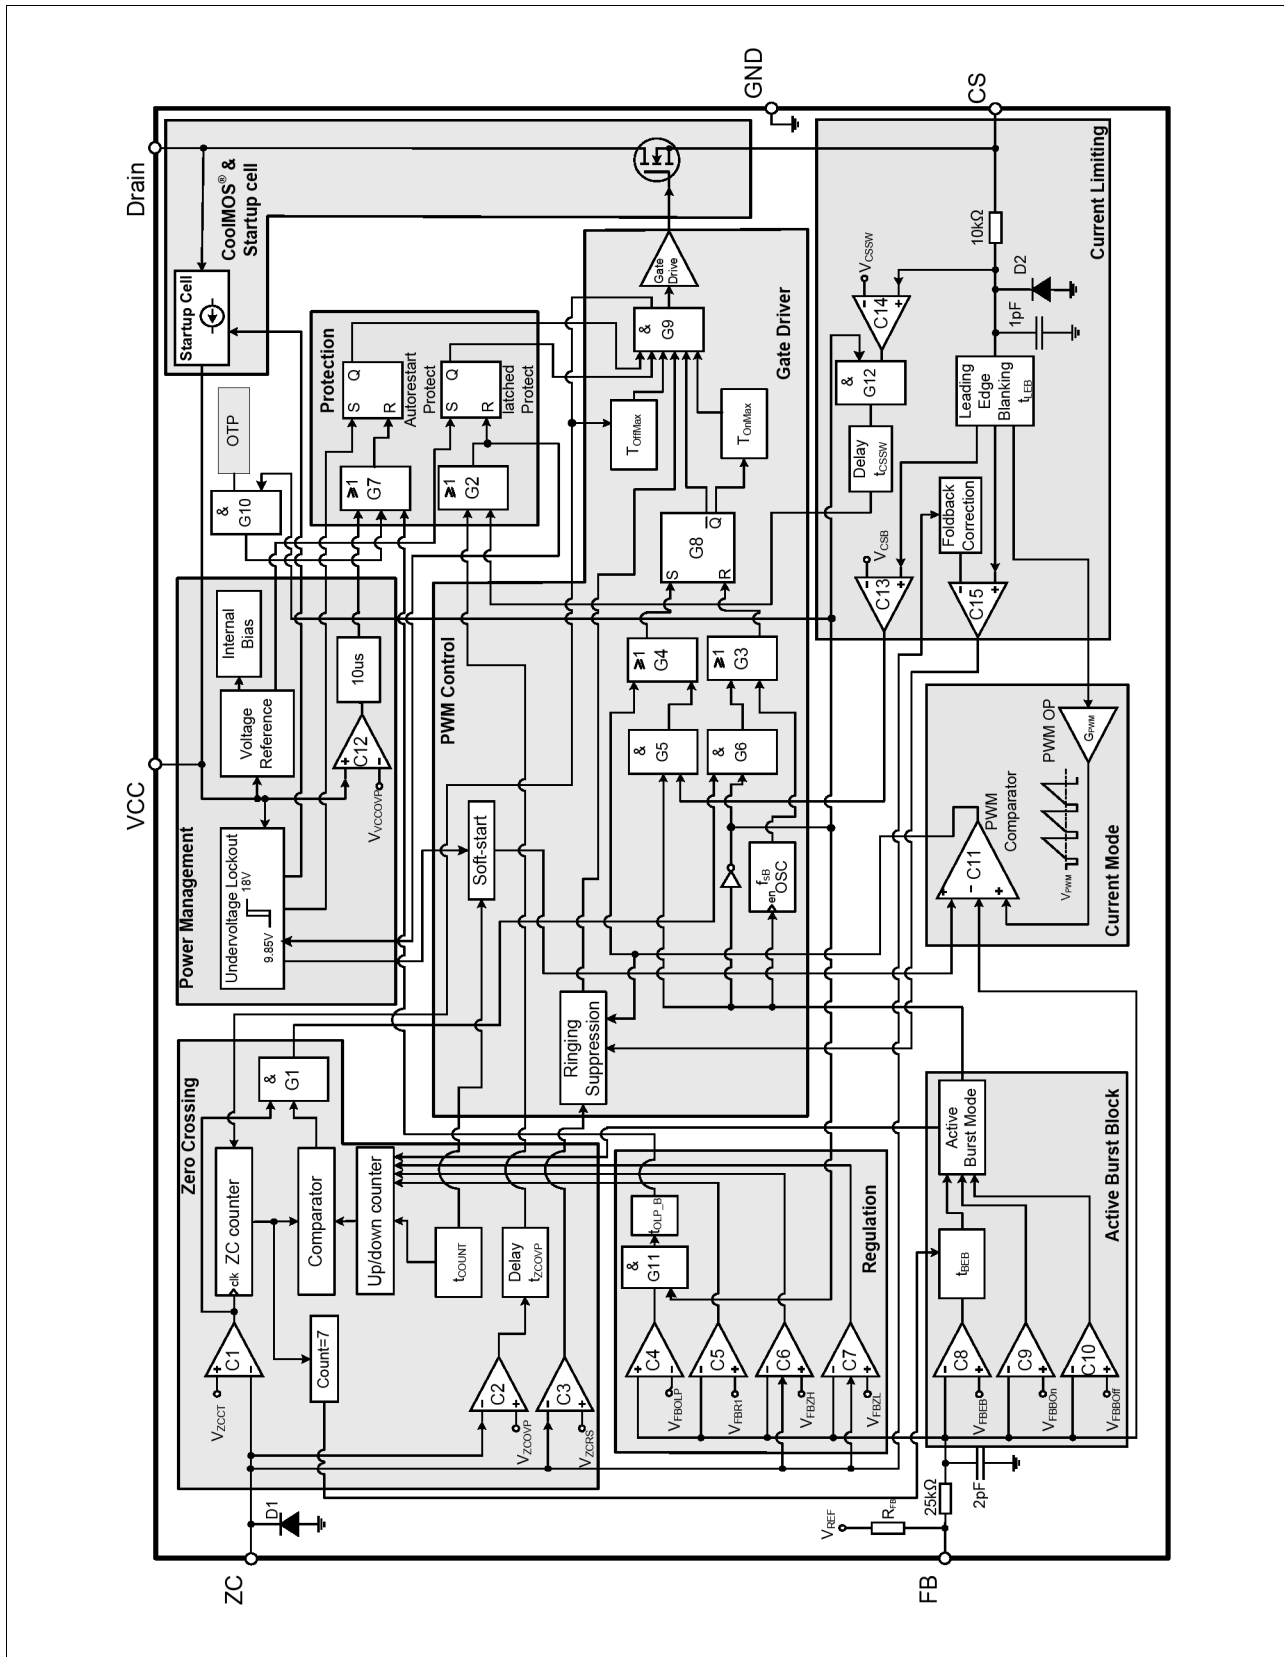 ZC
D1
Zero Crossing
VZCCT
C1
+
-
clk ZC counter
Count=7
Comparator
Up/down counter
&
G1
tCOUNT
Delay
tZCOVP
C2
-
+
VZCOVP
C3
-
+
VZCRS
VCC
Power Management
Undervoltage Lockout
18V
9.85V
Voltage
Reference
Internal
Bias
C12
+
-
VVCCOVP
10us
&
G10
OTP
Drain
CoolMOS® &
Startup cell
Startup Cell
Protection
≥1
G7
S
Q
R
Autorestart
Protect
≥1
G2
S
Q
R
latched
Protect
PWM Control
Soft-start
Ringing
Suppression
&
G5
&
G6
≥1
G4
≥1
G3
en
fsB
OSC
S
G8
R
Q
TOffMax
TOnMax
&
G9
Gate
Drive
Gate Driver
GND
Regulation
C4
+
-
VFBOLP
C5
-
+
VFBR1
C6
-
+
VFBZH
C7
-
+
VFBZL
&
G11
tOLP_B
FB
VREF
RFB
25kΩ
2pF
Active Burst Block
C8
-
+
VFBEB
C9
-
+
VFBBOn
C10
-
+
VFBBOff
tBEB
Active
Burst Mode
Current Mode
+
-
+
C11
PWM
Comparator
PWM OP
GPWM
VPWM
Current Limiting
C13
-
+
VCSB
C15
-
+
Foldback
Correction
Delay
tCSSW
&
G12
C14
-
+
VCSSW
Leading
Edge
Blanking
tLEB
1pF
D2
10kΩ
CS